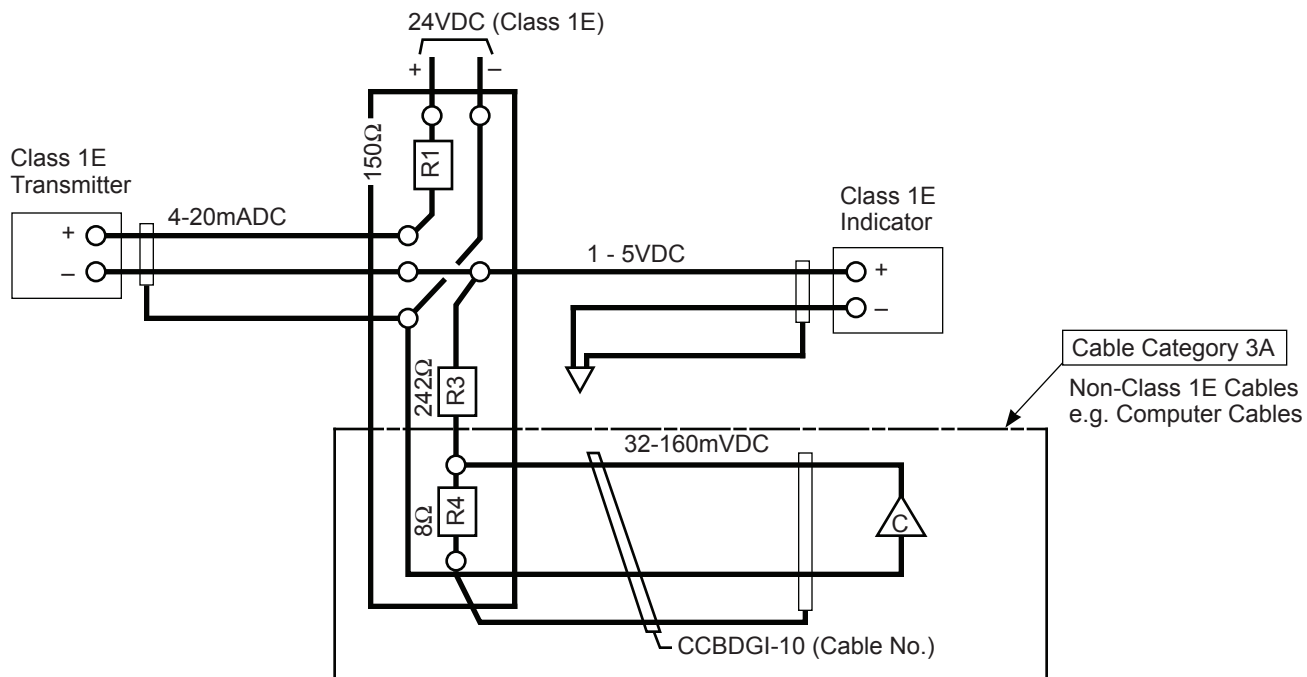 24VDC (Class 1E)
+
–
150Ω
R1
Class 1E
Transmitter
+
–
4-20mADC
Class 1E
Indicator
+
–
1 - 5VDC
242Ω
R3
Cable Category 3A
Non-Class 1E Cables
e.g. Computer Cables
32-160mVDC
8Ω
R4
C
CCBDGI-10 (Cable No.)